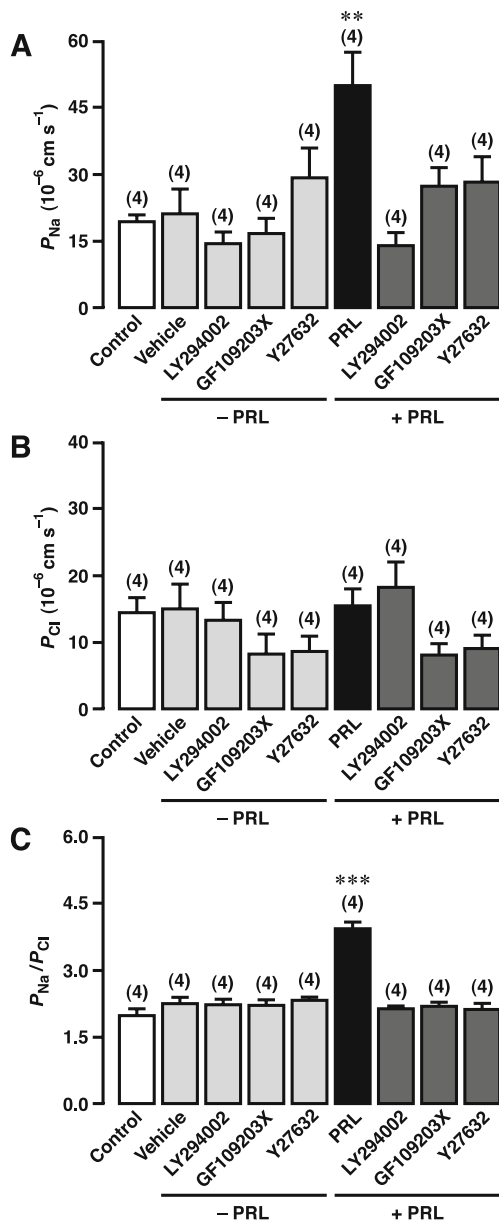 A
PNa (10−6 cm s−1)
60
45
30
15
0
**
(4) (4) (4) (4) (4) (4) (4) (4) (4)
Control Vehicle LY294002 GF109203X Y27632 PRL LY294002 GF109203X Y27632
− PRL + PRL
B
PCl (10−6 cm s−1)
40
30
20
10
0
(4) (4) (4) (4) (4) (4) (4) (4) (4)
Control Vehicle LY294002 GF109203X Y27632 PRL LY294002 GF109203X Y27632
− PRL + PRL
C
PNa/PCl
6.0
4.5
3.0
1.5
0.0
***
(4) (4) (4) (4) (4) (4) (4) (4) (4)
Control Vehicle LY294002 GF109203X Y27632 PRL LY294002 GF109203X Y27632
− PRL + PRL